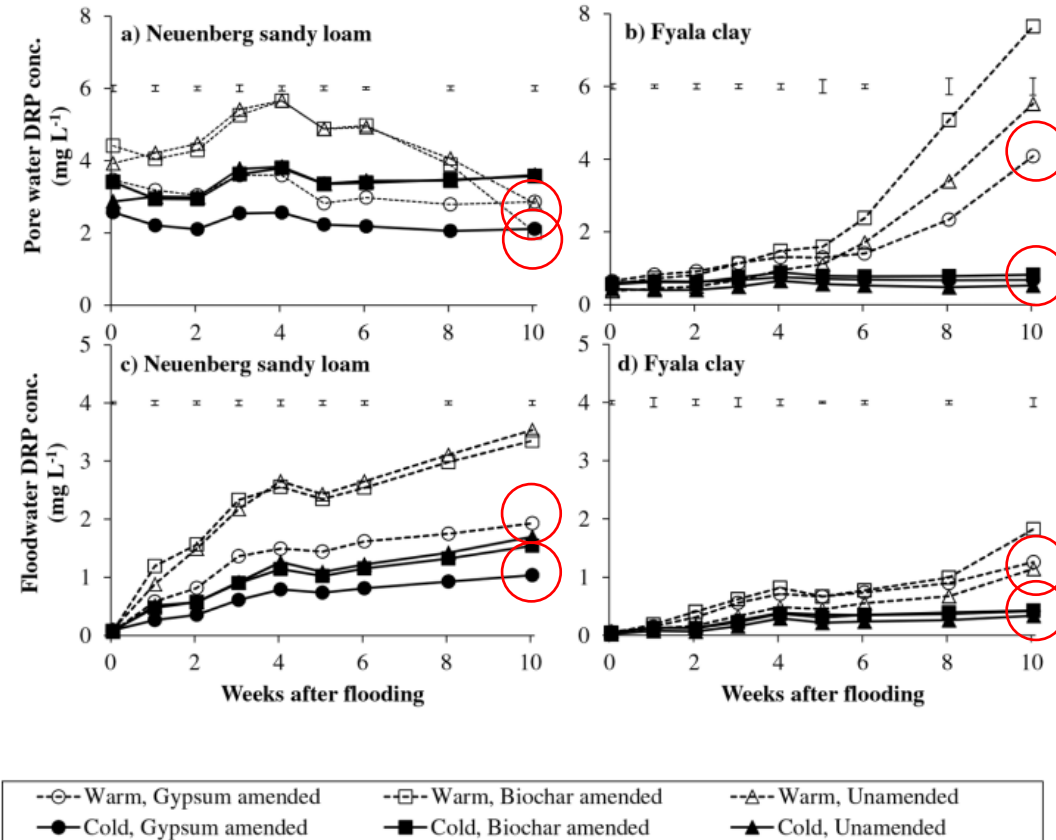 a) Neuenberg sandy loam
Pore water DRP conc.
(mg L-1)
8
6
4
2
0
0 2 4 6 8 10
b) Fyala clay
8
6
4
2
0
0 2 4 6 8 10
c) Neuenberg sandy loam
Floodwater DRP conc.
(mg L-1)
5
4
3
2
1
0
0 2 4 6 8 10
Weeks after flooding
d) Fyala clay
5
4
3
2
1
0
0 2 4 6 8 10
Weeks after flooding
Warm, Gypsum amended Warm, Biochar amended Warm, Unamended
Cold, Gypsum amended Cold, Biochar amended Cold, Unamended